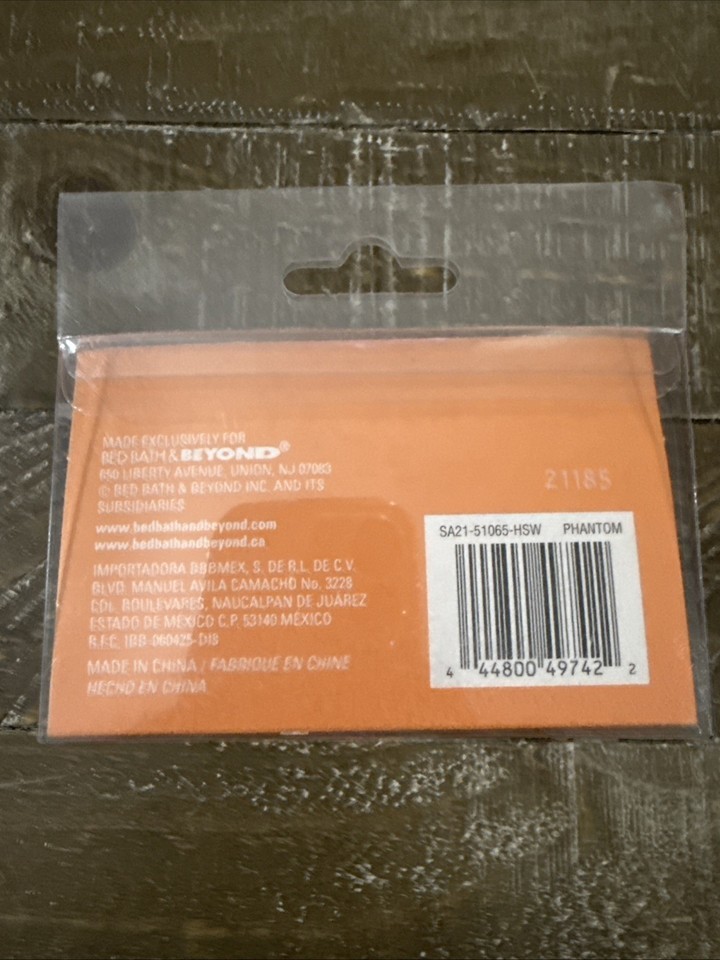 MADE EXCLUSIVELY FOR
BED BATH & BEYOND®
650 LIBERTY AVENUE, UNION, NJ 07083
© BED BATH & BEYOND INC. AND ITS
SUBSIDIARIES
www.bedbathandbeyond.com
www.bedbathandbeyond.ca
IMPORTADORA BBBMEX, S. DE R.L. DE C.V.
BLVD. MANUEL AVILA CAMACHO No. 3228
COL. BOULEVARES, NAUCALPAN DE JUÁREZ
ESTADO DE MÉXICO C.P. 53140 MÉXICO
R.F.C. IBB-060425-DI8
MADE IN CHINA / FABRIQUÉ EN CHINE
HECHO EN CHINA
21185
SA21-51065-HSW PHANTOM
4 44800 49742 2